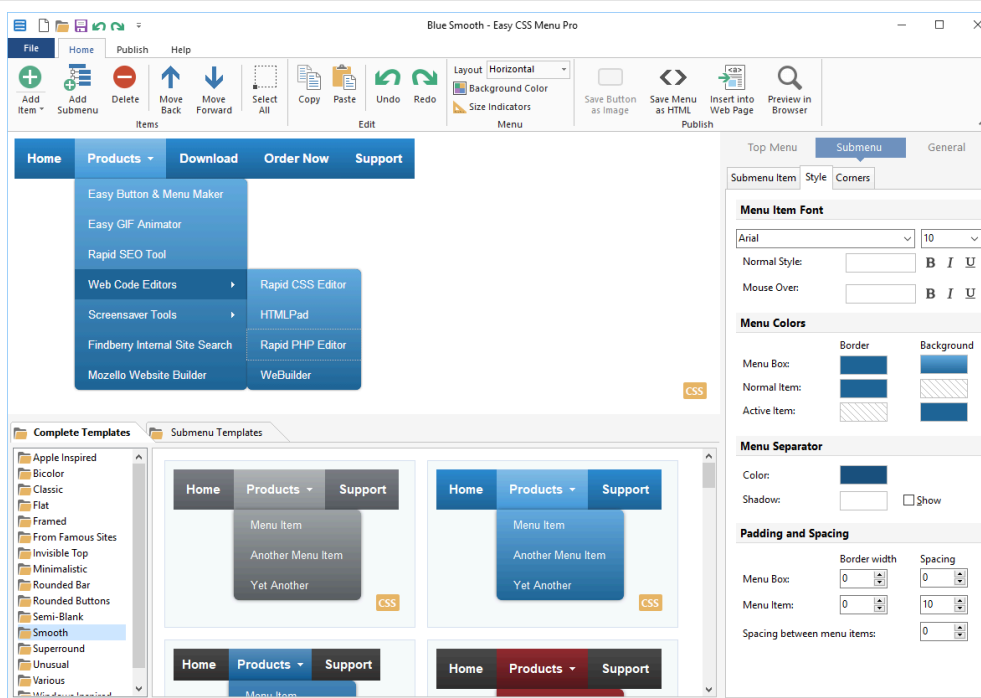 Blue Smooth - Easy CSS Menu Pro
File Home Publish Help
Add Item Add Submenu Delete Move Back Move Forward Select All Copy Paste Undo Redo
Layout Horizontal
Background Color
Size Indicators
Save Button as Image Save Menu as HTML Insert into Web Page Preview in Browser
<a>
Items Edit Menu Publish
Home Products Download Order Now Support
Easy Button & Menu Maker
Easy GIF Animator
Rapid SEO Tool
Web Code Editors
Screensaver Tools
Findberry Internal Site Search
Mozello Website Builder
Rapid CSS Editor
HTMLPad
Rapid PHP Editor
WeBuilder
CSS
Top Menu Submenu General
Submenu Item Style Corners
Menu Item Font
Arial 10
Normal Style: B I U
Mouse Over: B I U
Menu Colors
Border Background
Menu Box:
Normal Item:
Active Item:
Menu Separator
Color:
Shadow: Show
Padding and Spacing
Border width Spacing
Menu Box: 0 0
Menu Item: 0 10
Spacing between menu items: 0
Complete Templates Submenu Templates
Apple Inspired
Bicolor
Classic
Flat
Framed
From Famous Sites
Invisible Top
Minimalistic
Rounded Bar
Rounded Buttons
Semi-Blank
Smooth
Superround
Unusual
Various
Windows Inspired
Home Products Support
Menu Item
Another Menu Item
Yet Another
CSS
Home Products Support
Menu Item
Another Menu Item
Yet Another
CSS
Home Products Support
Menu Item
Home Products Support